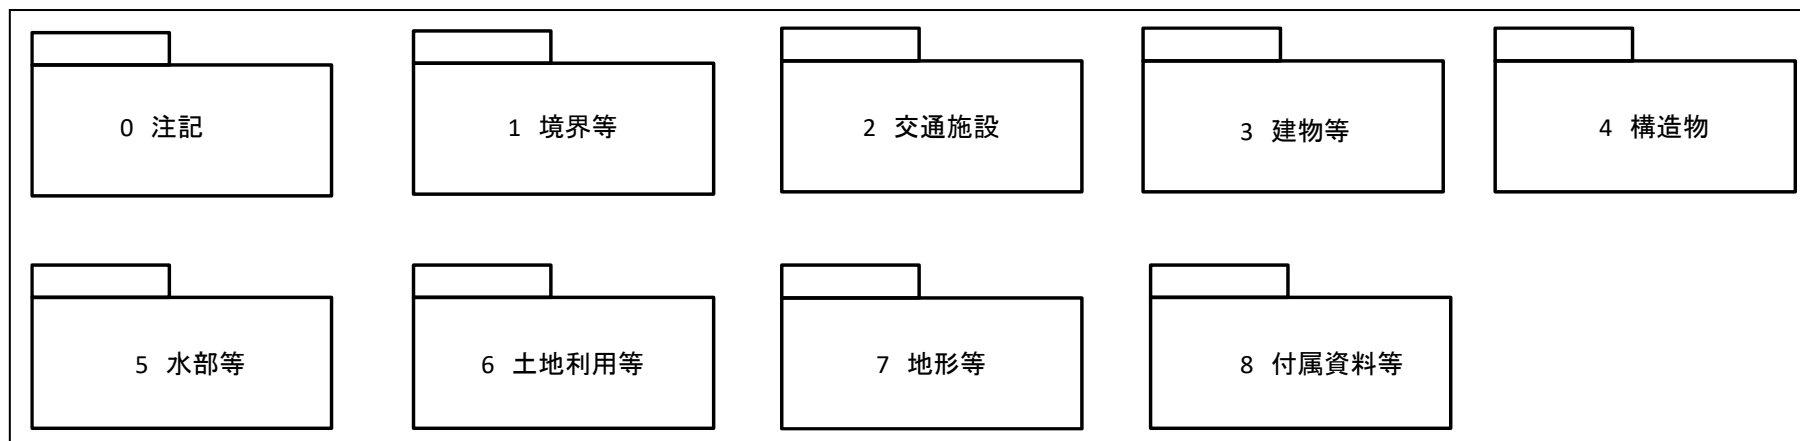 0 注記
1 境界等
2 交通施設
3 建物等
4 構造物
5 水部等
6 土地利用等
7 地形等
8 付属資料等